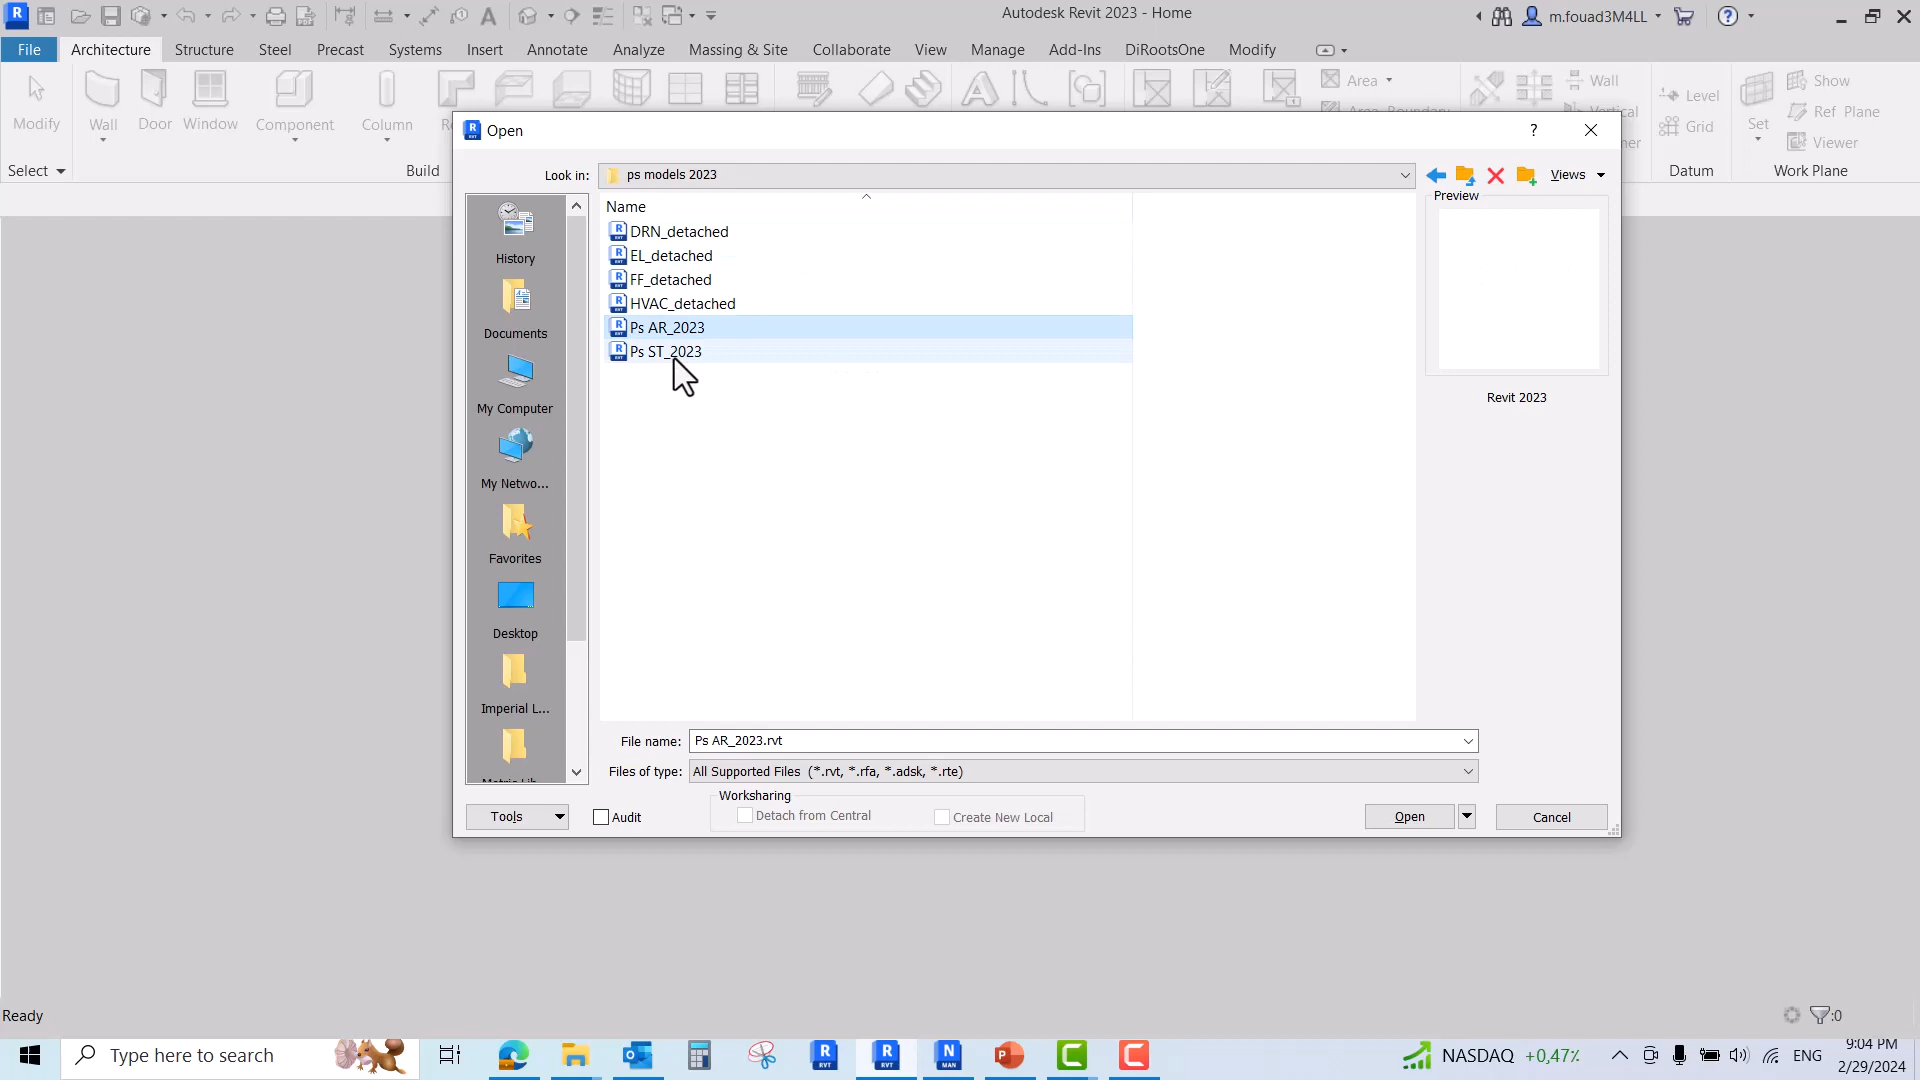 Autodesk Revit 2023 - Home
m.fouad3M4LL
File Architecture Structure Steel Precast Systems Insert Annotate Analyze Massing & Site Collaborate View Manage Add-Ins DiRootsOne Modify
Modify Wall Door Window Component Column
Area Wall Level Grid Set Show Ref Plane Viewer
Select Build Datum Work Plane
Open
Look in: ps models 2023 Views
Name
DRN_detached
EL_detached
FF_detached
HVAC_detached
Ps AR_2023
Ps ST_2023
History
Documents
My Computer
My Netwo...
Favorites
Desktop
Imperial L...
Preview
Revit 2023
File name: Ps AR_2023.rvt
Files of type: All Supported Files (*.rvt, *.rfa, *.adsk, *.rte)
Worksharing
Tools Audit Detach from Central Create New Local Open Cancel
Ready
:0
Type here to search
NASDAQ +0,47%
ENG
9:04 PM
2/29/2024